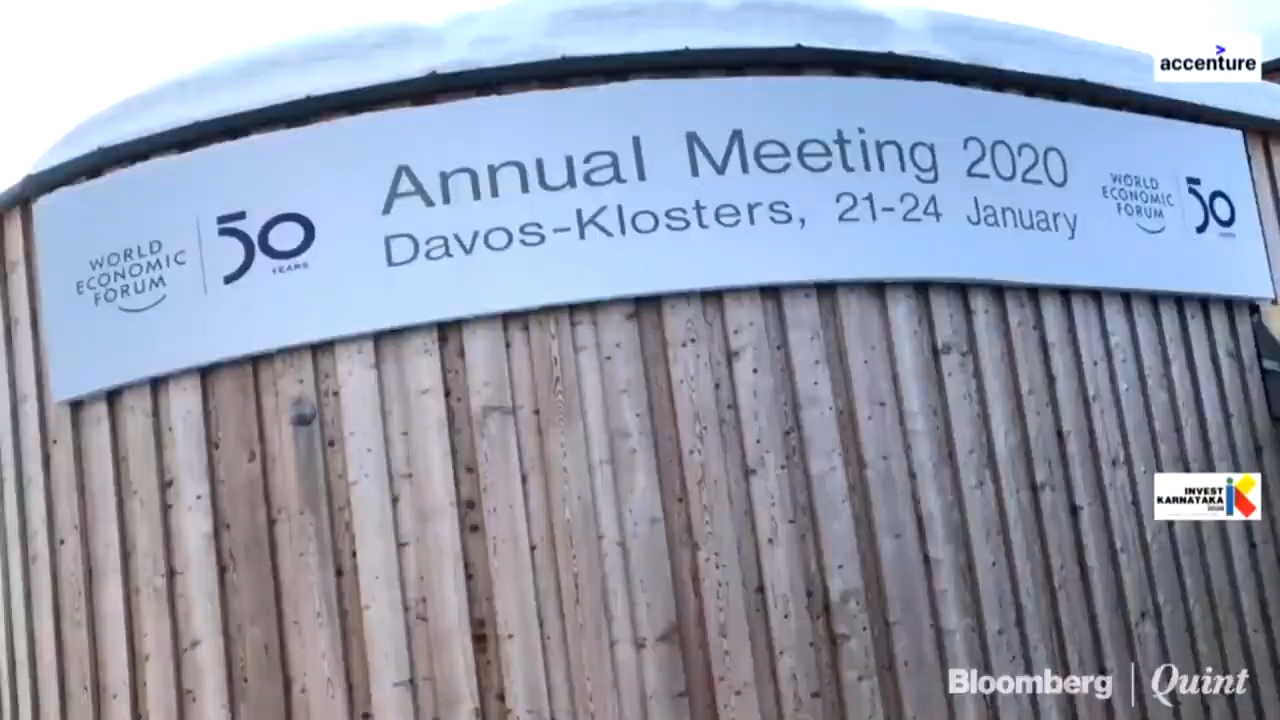 accenture
Annual Meeting 2020
Davos-Klosters, 21-24 January
WORLD
ECONOMIC
FORUM
50
YEARS
WORLD
ECONOMIC
FORUM
50
INVEST
KARNATAKA
Bloomberg | Quint